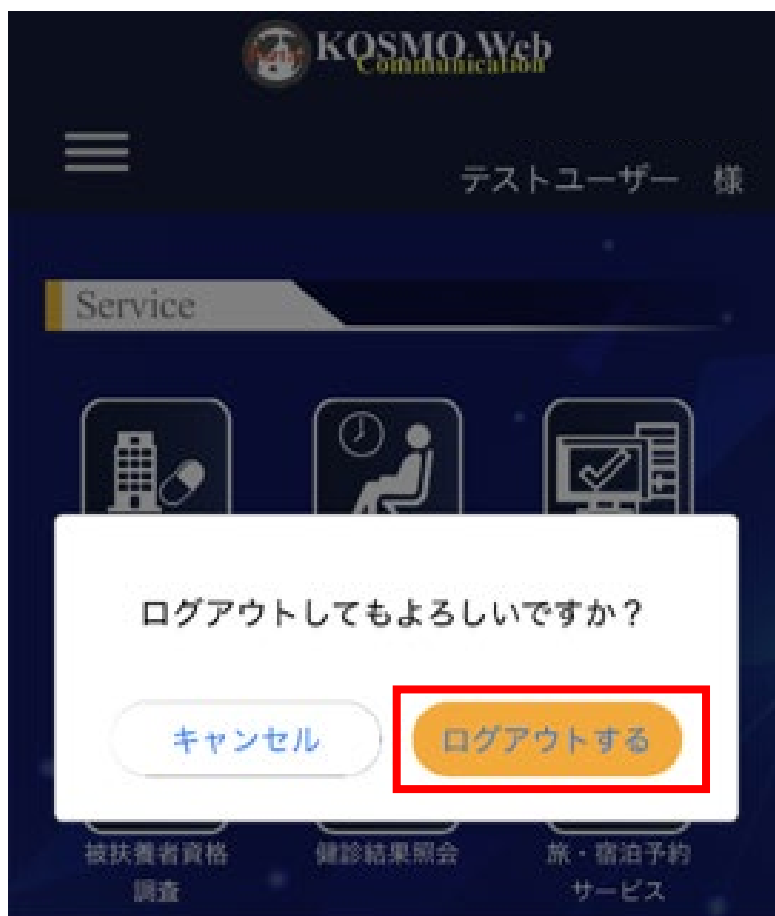 KOSMO Web
Communication
テストユーザー 様
Service
ログアウトしてもよろしいですか？
キャンセル
ログアウトする
被扶養者資格
調査
健診結果照会
旅・宿泊予約
サービス